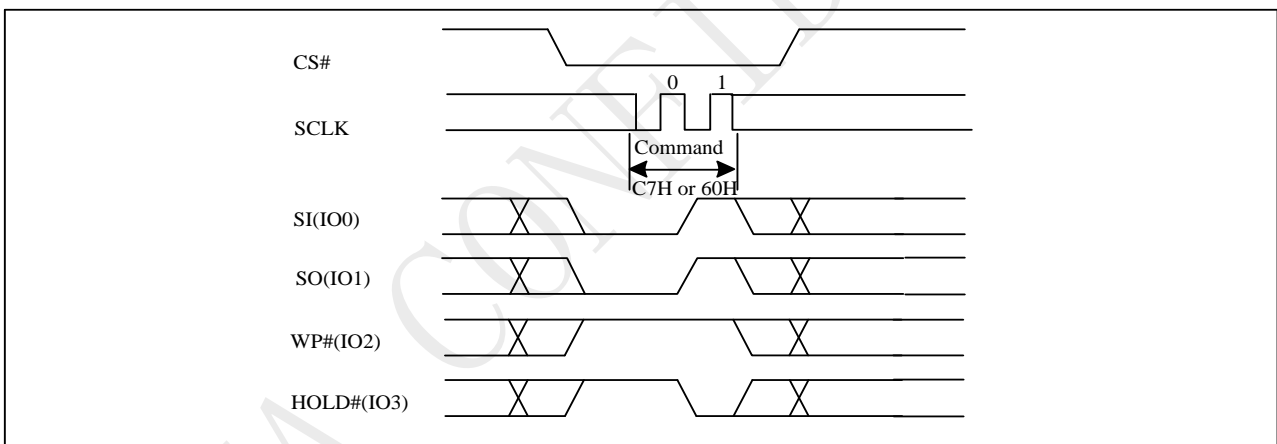 CS#
0 1
SCLK
Command
C7H or 60H
SI(IO0)
SO(IO1)
WP#(IO2)
HOLD#(IO3)